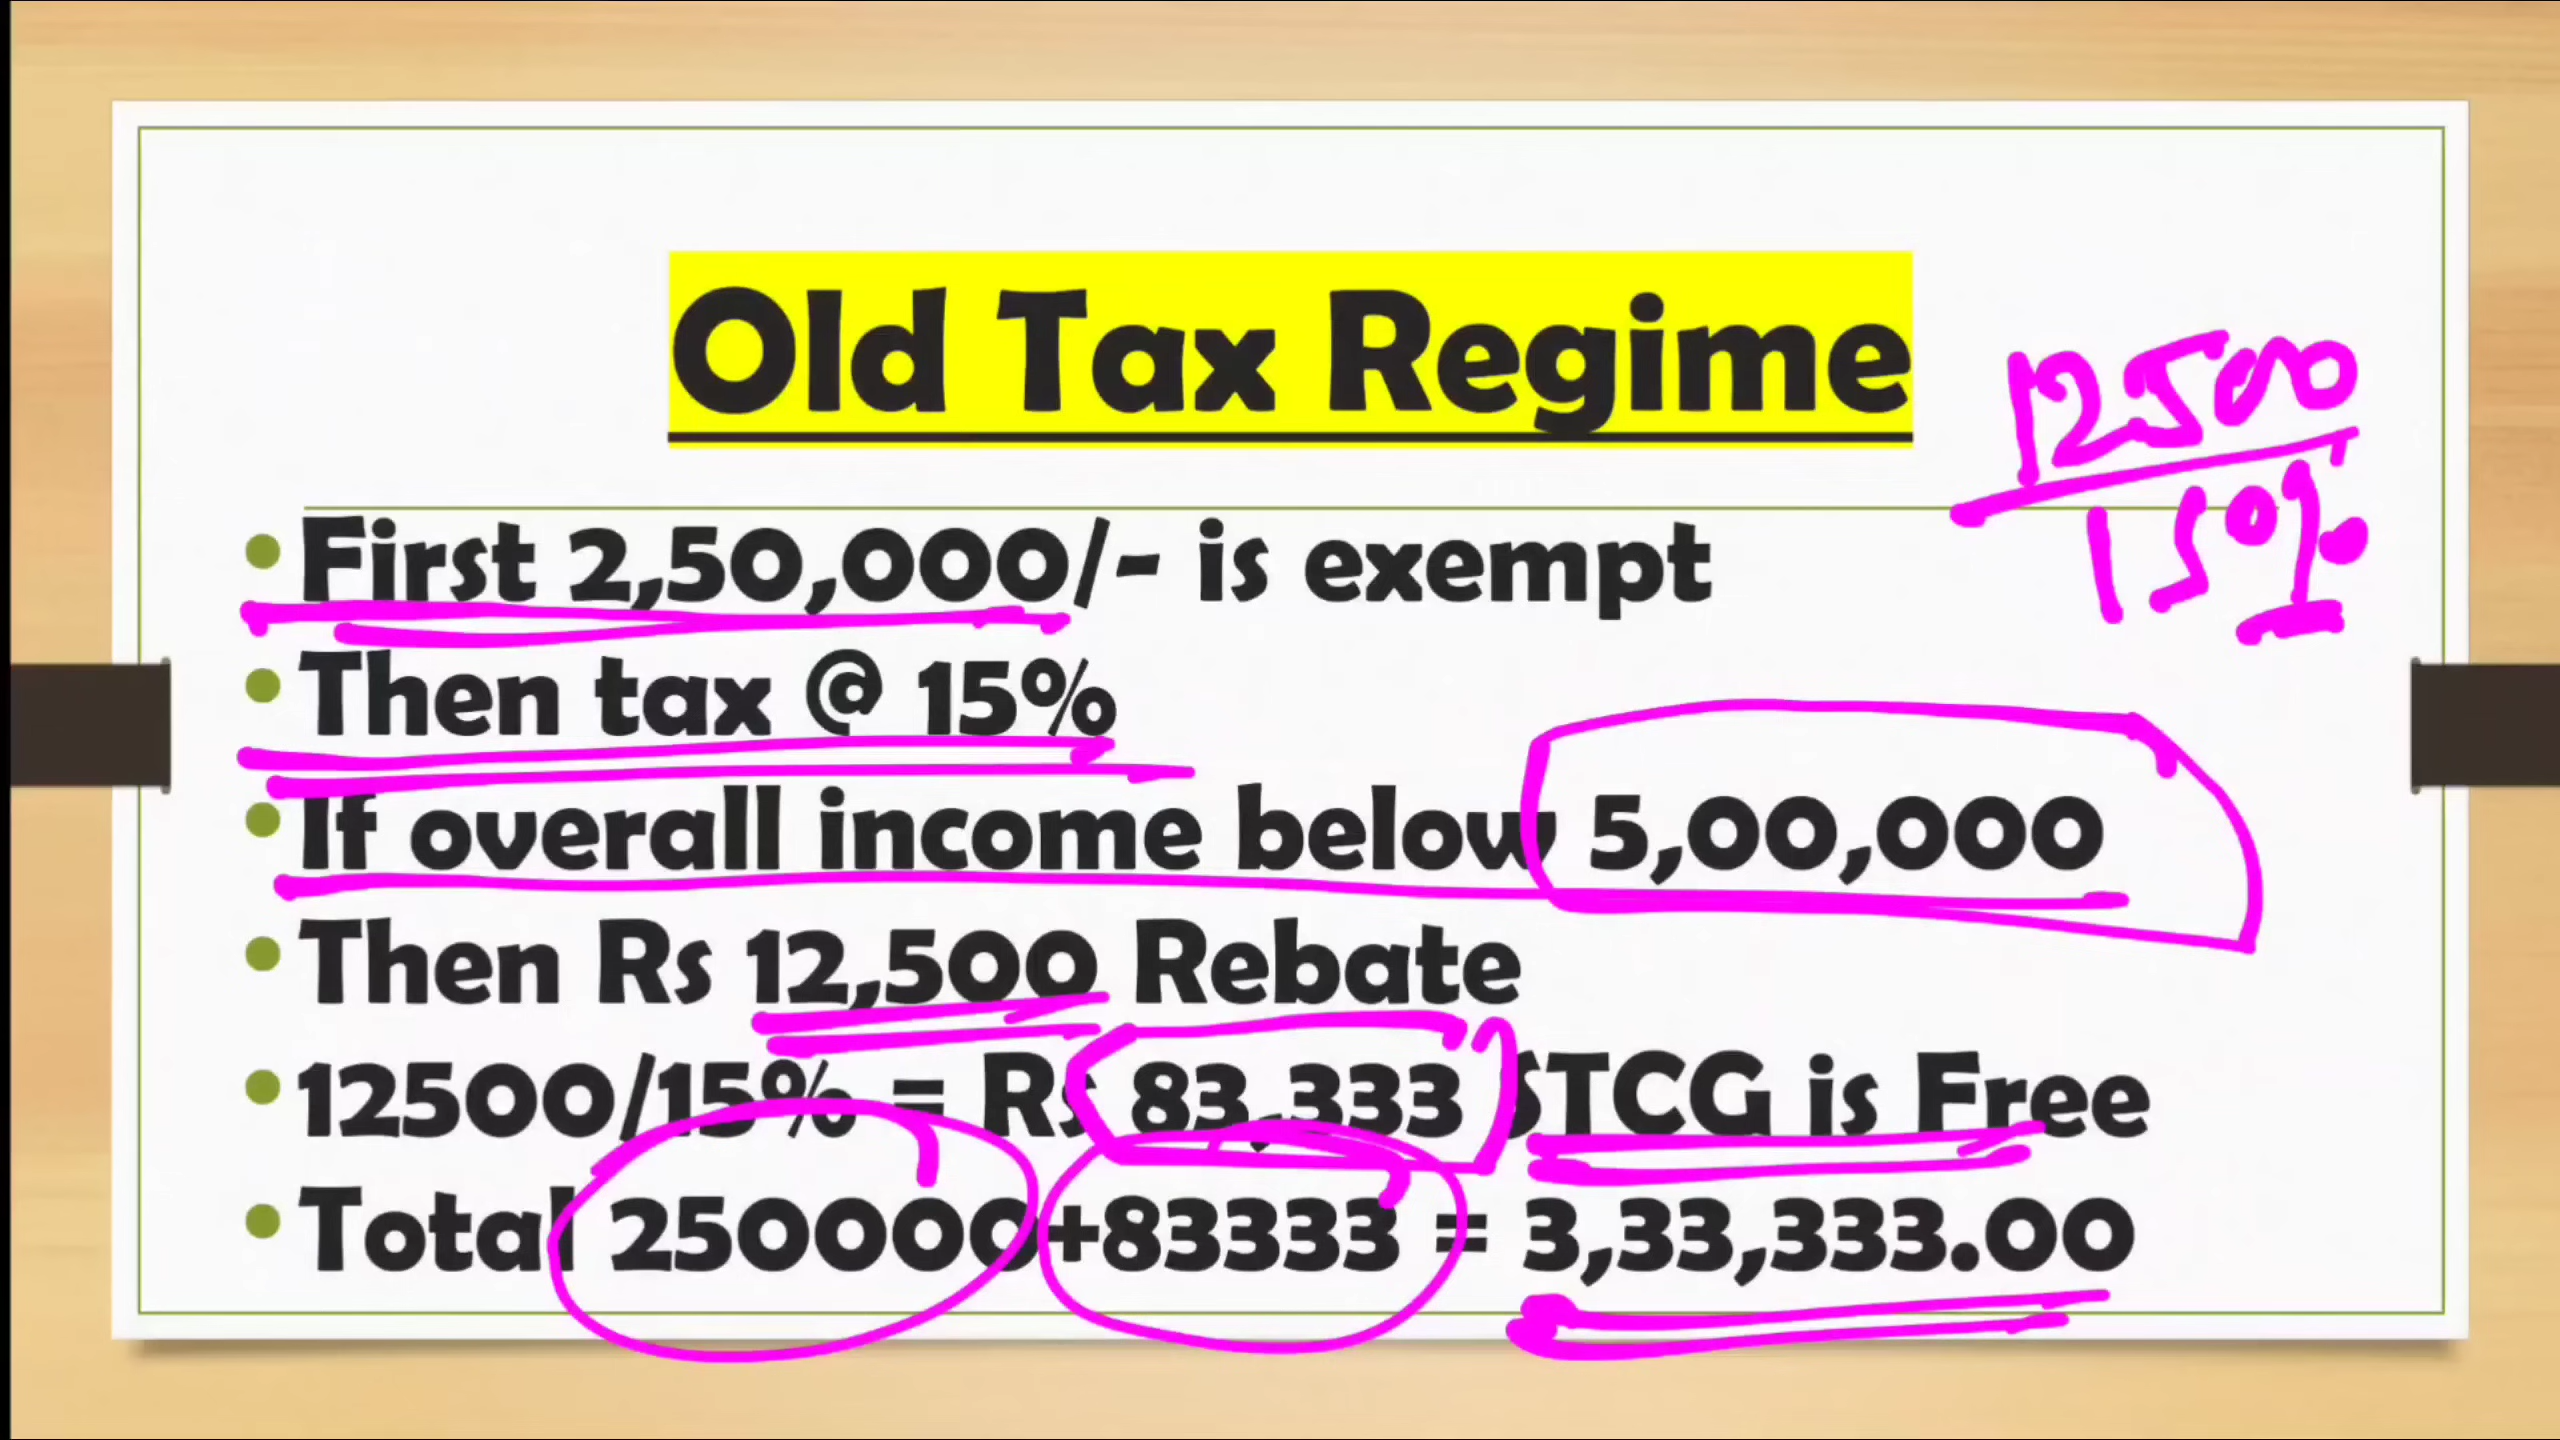 Old Tax Regime
12500
15%
First 2,50,000/- is exempt
Then tax @ 15%
If overall income below 5,00,000
Then Rs 12,500 Rebate
12500/15% = Rs 83,333 STCG is Free
Total 250000+83333 = 3,33,333.00